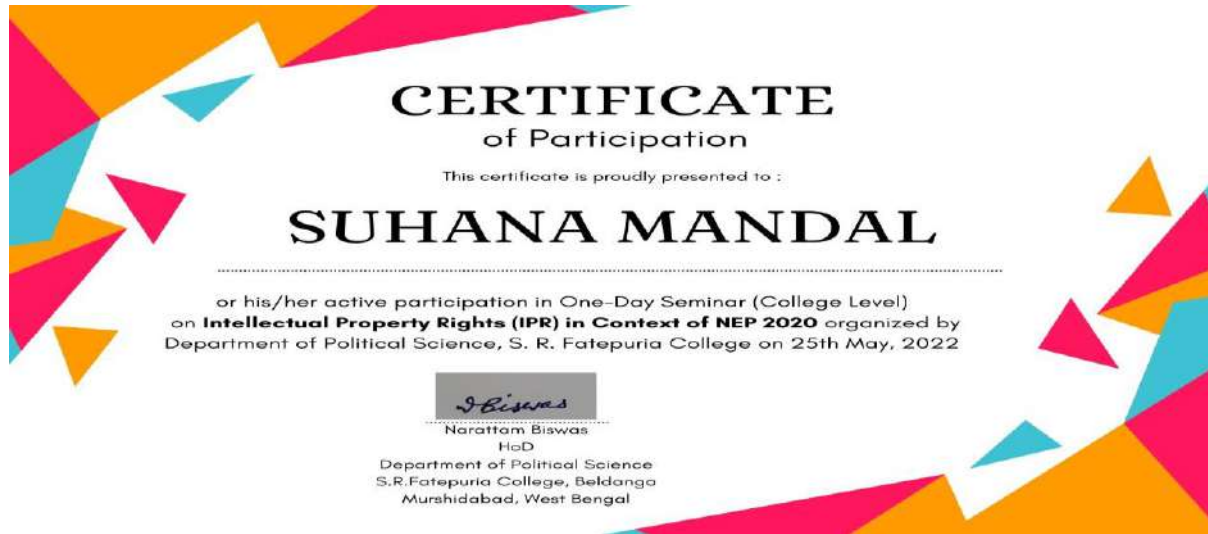 CERTIFICATE
of Participation
This certificate is proudly presented to :
SUHANA MANDAL
or his/her active participation in One-Day Seminar (College Level)
on Intellectual Property Rights (IPR) in Context of NEP 2020 organized by
Department of Political Science, S. R. Fatepuria College on 25th May, 2022
Biswas
Narattam Biswas
HoD
Department of Political Science
S.R.Fatepuria College, Beldanga
Murshidabad, West Bengal